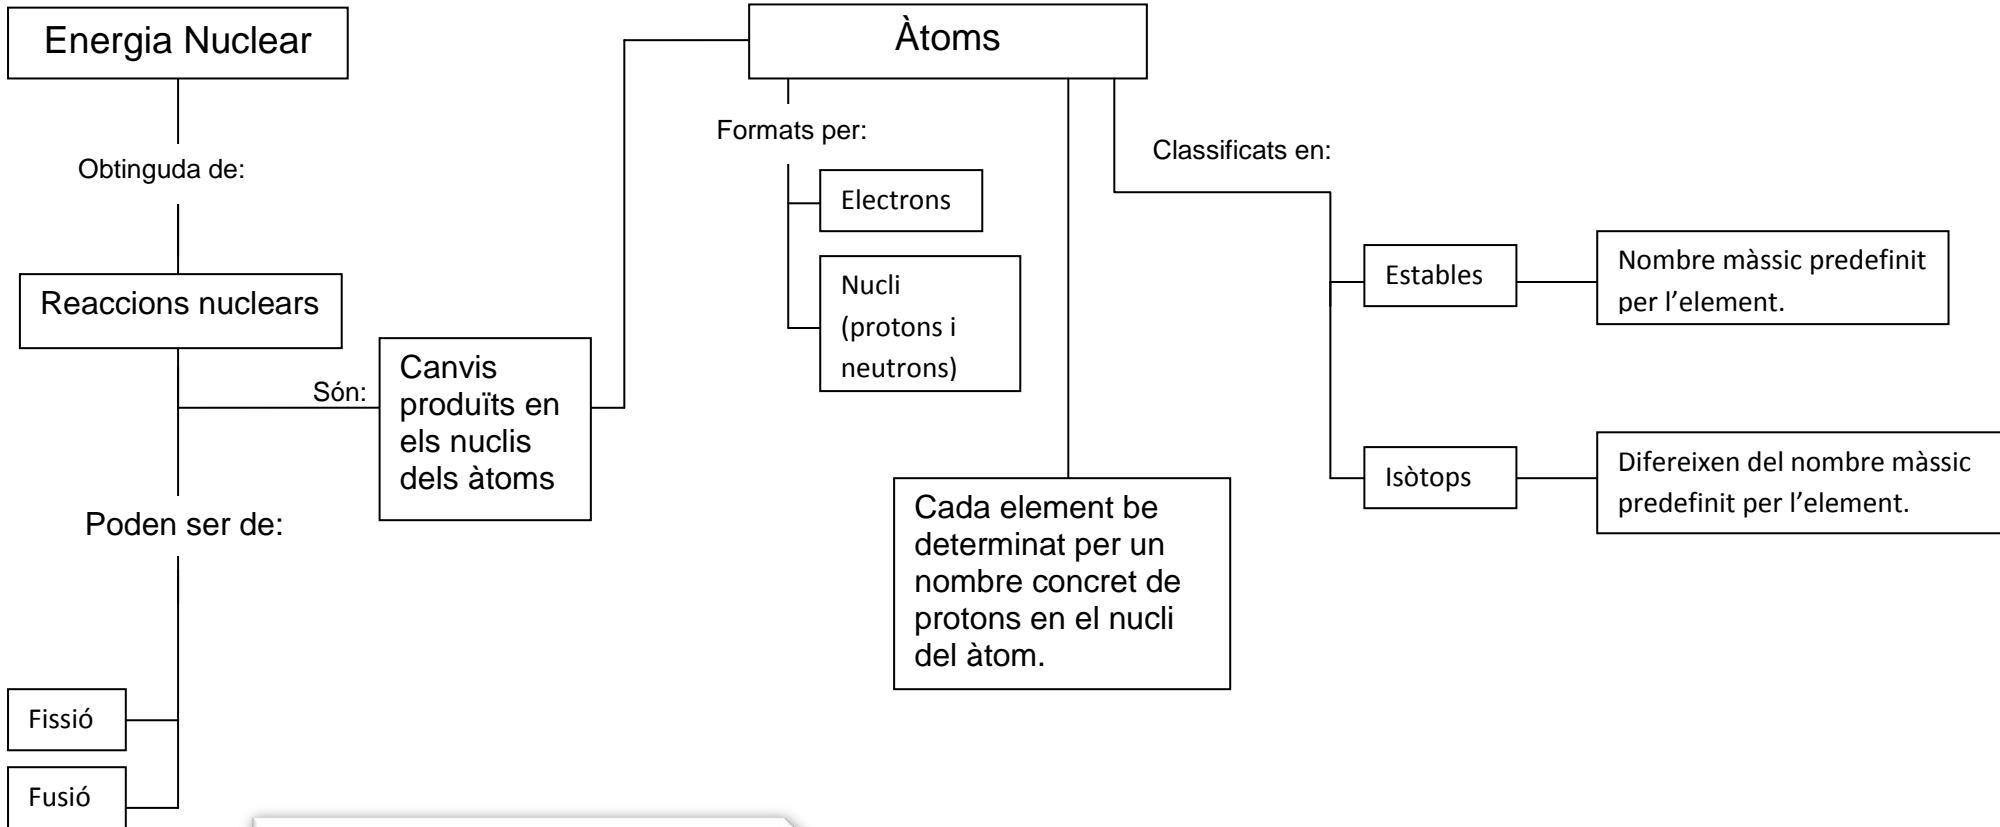 Energia Nuclear
Obtinguda de:
Reaccions nuclears
Són:
Canvis
produïts en
els nuclis
dels àtoms
Poden ser de:
Fissió
Fusió
Àtoms
Formats per:
Electrons
Nucli
(protons i
neutrons)
Cada element be
determinat per un
nombre concret de
protons en el nucli
del àtom.
Classificats en:
Estables
Nombre màssic predefinit
per l’element.
Isòtops
Difereixen del nombre màssic
predefinit per l’element.